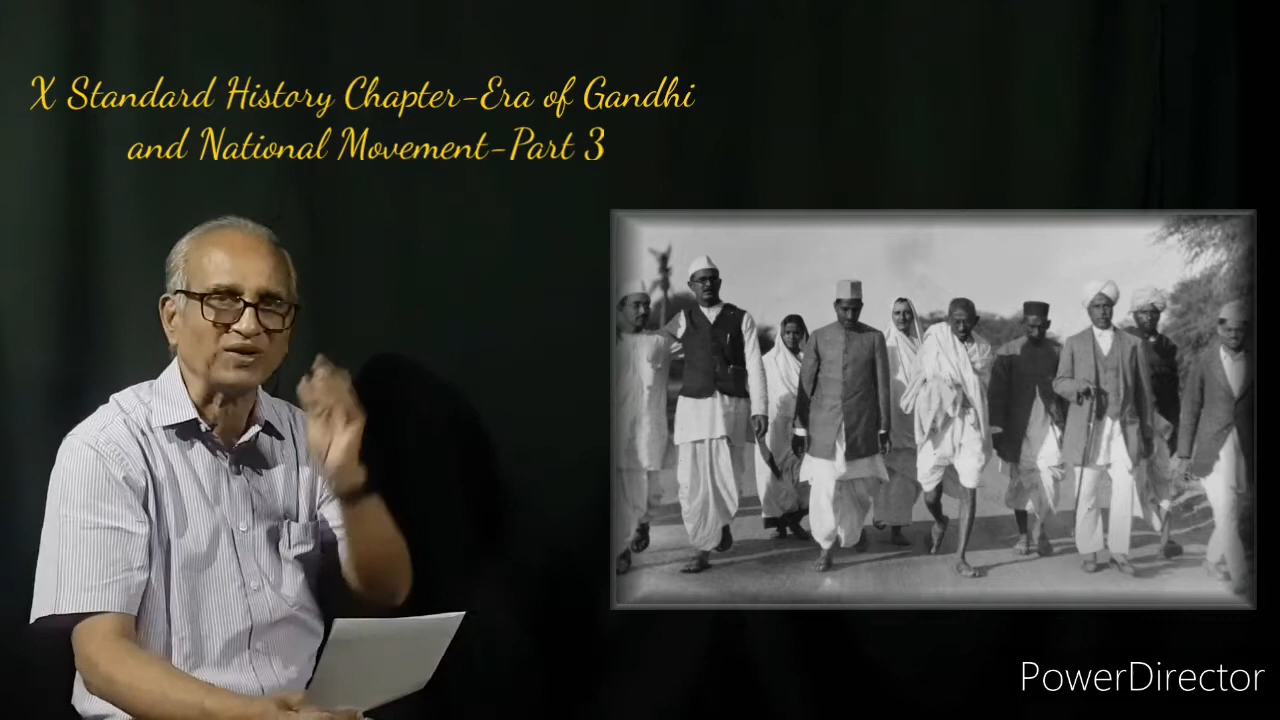 X Standard History Chapter-Era of Gandhi
and National Movement-Part 3
PowerDirector